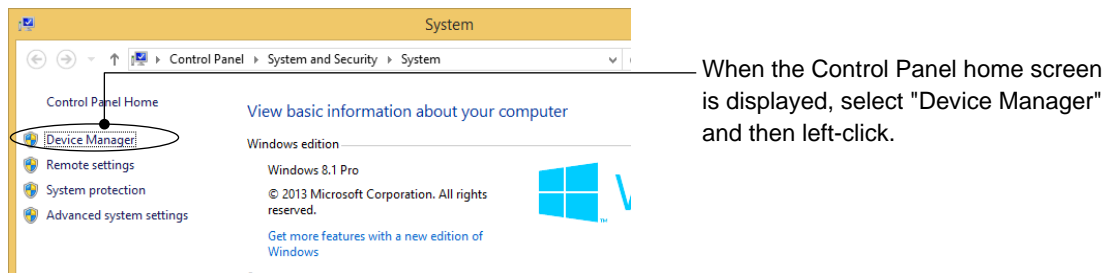 System
Control Panel ▸ System and Security ▸ System
When the Control Panel home screen
is displayed, select "Device Manager"
and then left-click.
Control Panel Home
Device Manager
Remote settings
System protection
Advanced system settings
View basic information about your computer
Windows edition
Windows 8.1 Pro
© 2013 Microsoft Corporation. All rights
reserved.
Get more features with a new edition of
Windows
TM